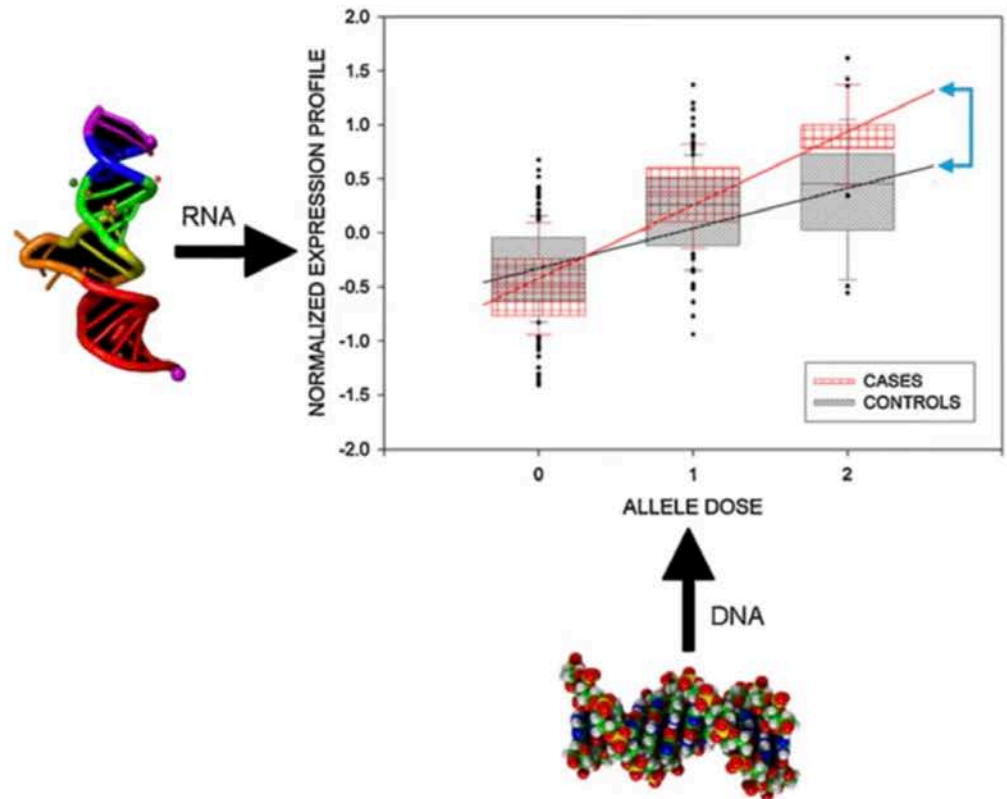 RNA
NORMALIZED EXPRESSION PROFILE
2.0
1.5
1.0
0.5
0.0
-0.5
-1.0
-1.5
-2.0
CASES
CONTROLS
0 1 2
ALLELE DOSE
DNA